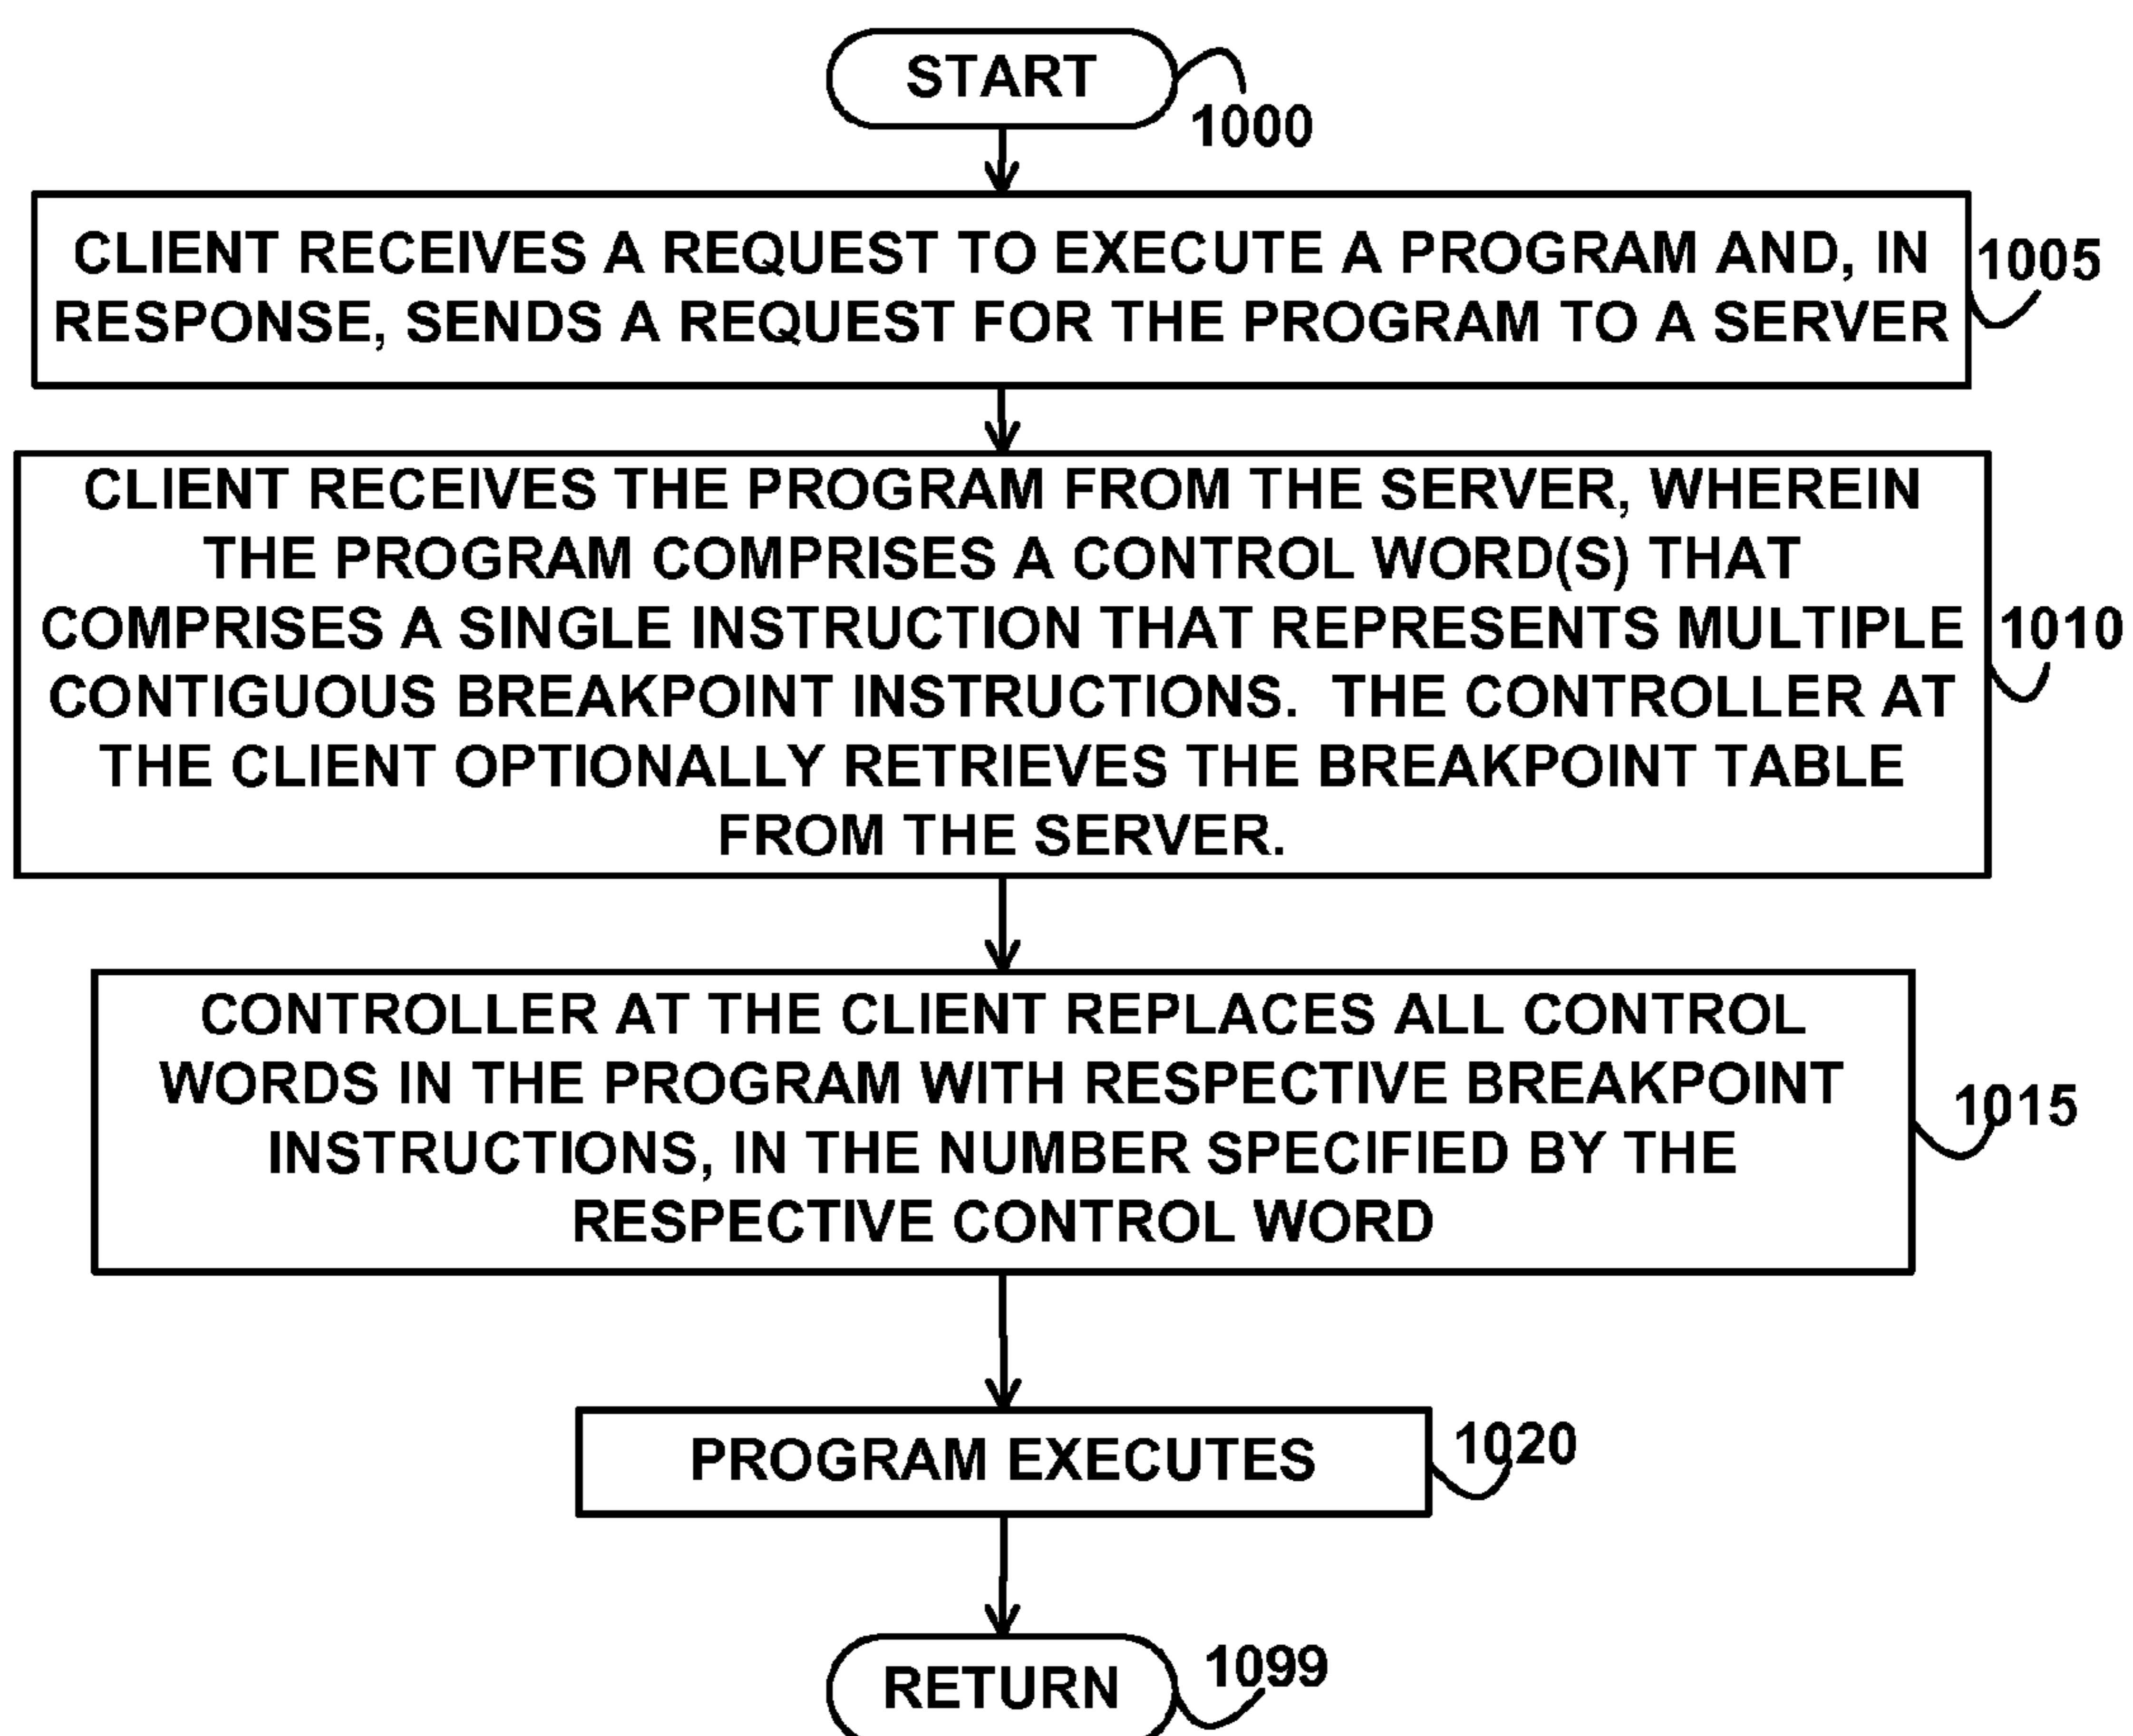 START
1000
CLIENT RECEIVES A REQUEST TO EXECUTE A PROGRAM AND, IN
RESPONSE, SENDS A REQUEST FOR THE PROGRAM TO A SERVER
1005
CLIENT RECEIVES THE PROGRAM FROM THE SERVER, WHEREIN
THE PROGRAM COMPRISES A CONTROL WORD(S) THAT
COMPRISES A SINGLE INSTRUCTION THAT REPRESENTS MULTIPLE
CONTIGUOUS BREAKPOINT INSTRUCTIONS. THE CONTROLLER AT
THE CLIENT OPTIONALLY RETRIEVES THE BREAKPOINT TABLE
FROM THE SERVER.
1010
CONTROLLER AT THE CLIENT REPLACES ALL CONTROL
WORDS IN THE PROGRAM WITH RESPECTIVE BREAKPOINT
INSTRUCTIONS, IN THE NUMBER SPECIFIED BY THE
RESPECTIVE CONTROL WORD
1015
PROGRAM EXECUTES
1020
RETURN
1099